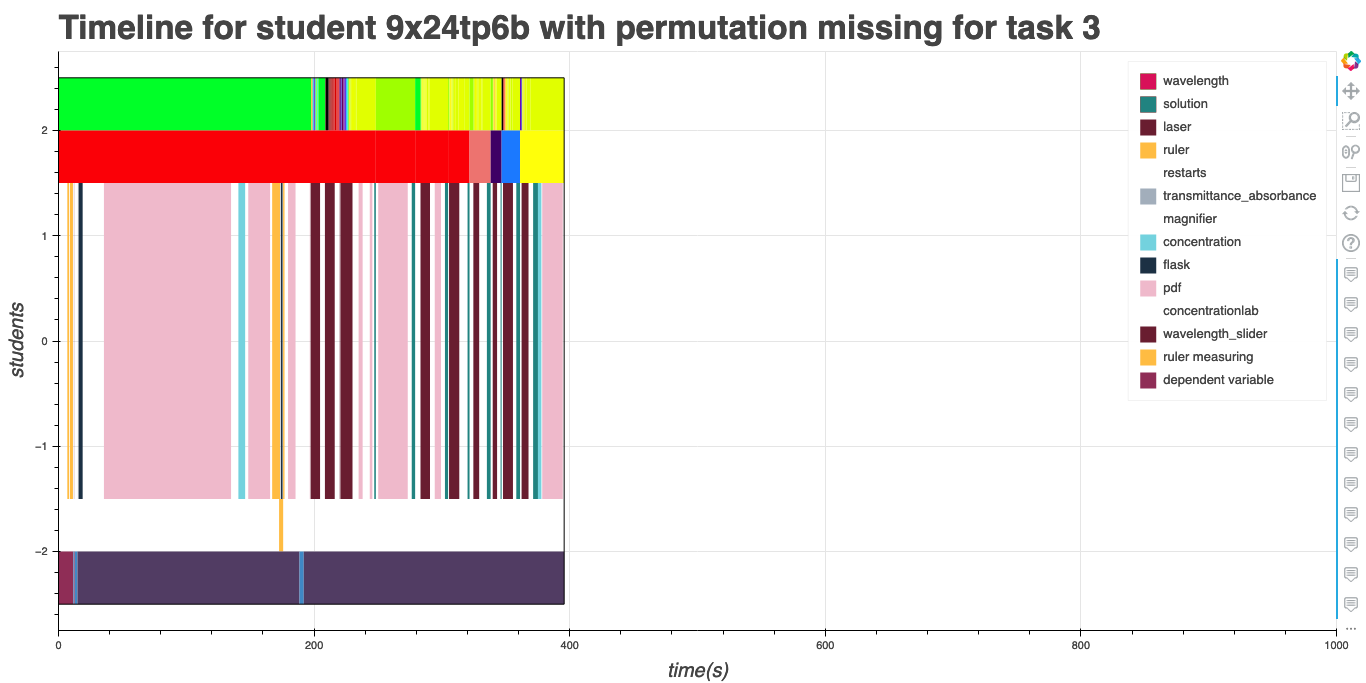 Timeline for student 9x24tp6b with permutation missing for task 3
wavelength
solution
laser
ruler
restarts
transmittance_absorbance
magnifier
concentration
flask
pdf
concentrationlab
wavelength_slider
ruler measuring
dependent variable
students
2
1
0
−1
−2
0
200
400
600
800
1000
time(s)